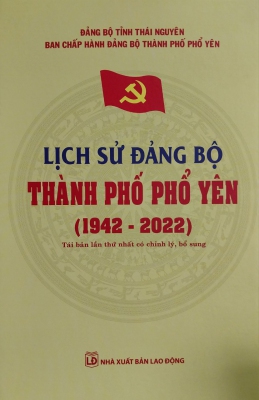 ĐẢNG BỘ TỈNH THÁI NGUYÊN
BAN CHẤP HÀNH ĐẢNG BỘ THÀNH PHỐ PHỔ YÊN
LỊCH SỬ ĐẢNG BỘ
THÀNH PHỐ PHỔ YÊN
(1942 - 2022)
Tái bản lần thứ nhất có chỉnh lý, bổ sung
LĐ NHÀ XUẤT BẢN LAO ĐỘNG